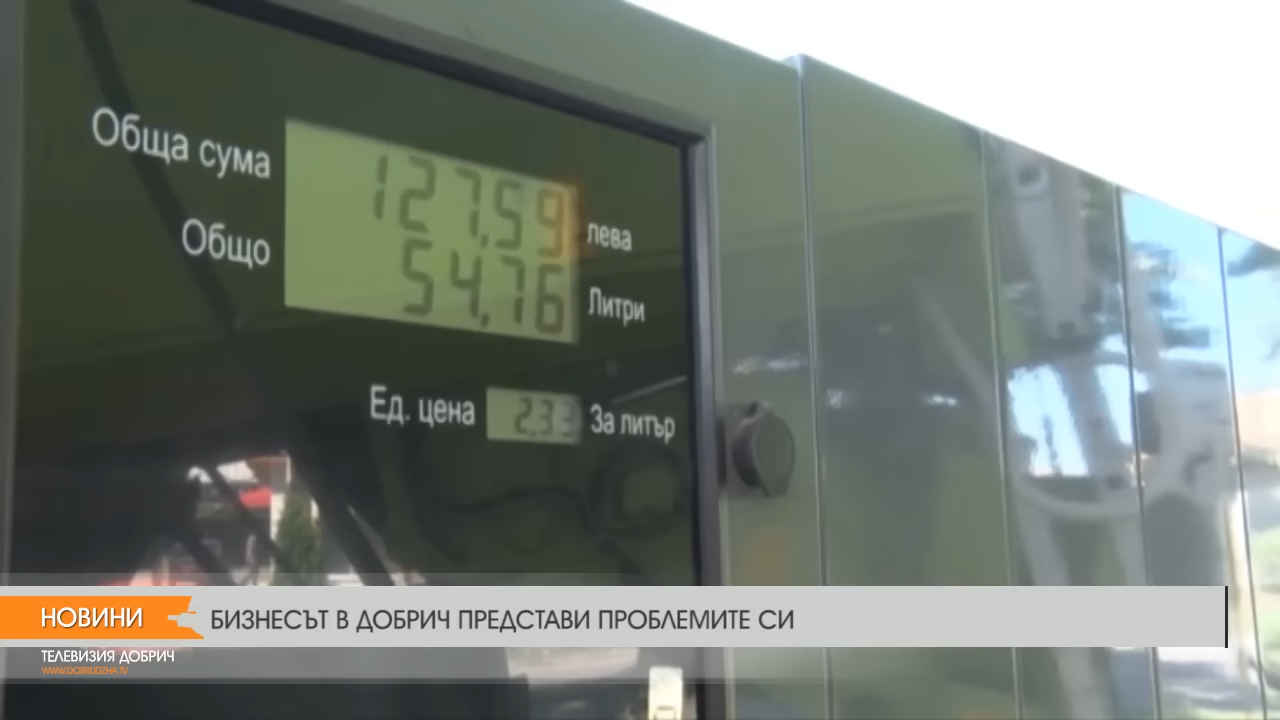 Обща сума 127,59 лева
Общо 54,76 Литри
Ед. цена 2,33 За литър
НОВИНИ БИЗНЕСЪТ В ДОБРИЧ ПРЕДСТАВИ ПРОБЛЕМИТЕ СИ
ТЕЛЕВИЗИЯ ДОБРИЧ
WWW.DOBRUDZHA.TV